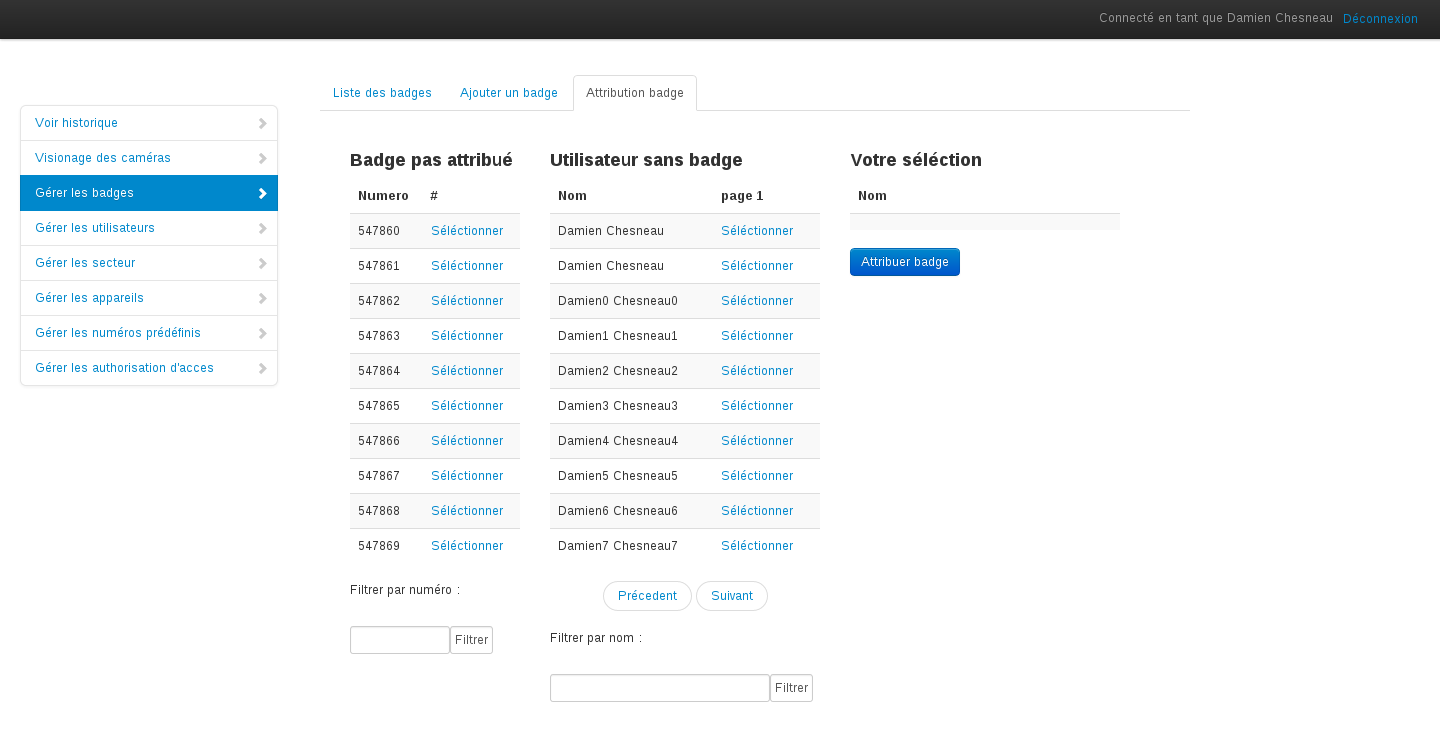 Connecté en tant que Damien Chesneau Déconnexion
Liste des badges Ajouter un badge Attribution badge
Voir historique
Visionage des caméras
Gérer les badges
Gérer les utilisateurs
Gérer les secteur
Gérer les appareils
Gérer les numéros prédéfinis
Gérer les authorisation d'acces
Badge pas attribué
Numero #
547860 Séléctionner
547861 Séléctionner
547862 Séléctionner
547863 Séléctionner
547864 Séléctionner
547865 Séléctionner
547866 Séléctionner
547867 Séléctionner
547868 Séléctionner
547869 Séléctionner
Filtrer par numéro :
Filtrer
Utilisateur sans badge
Nom page 1
Damien Chesneau Séléctionner
Damien Chesneau Séléctionner
Damien0 Chesneau0 Séléctionner
Damien1 Chesneau1 Séléctionner
Damien2 Chesneau2 Séléctionner
Damien3 Chesneau3 Séléctionner
Damien4 Chesneau4 Séléctionner
Damien5 Chesneau5 Séléctionner
Damien6 Chesneau6 Séléctionner
Damien7 Chesneau7 Séléctionner
Précedent Suivant
Filtrer par nom :
Filtrer
Votre séléction
Nom
Attribuer badge